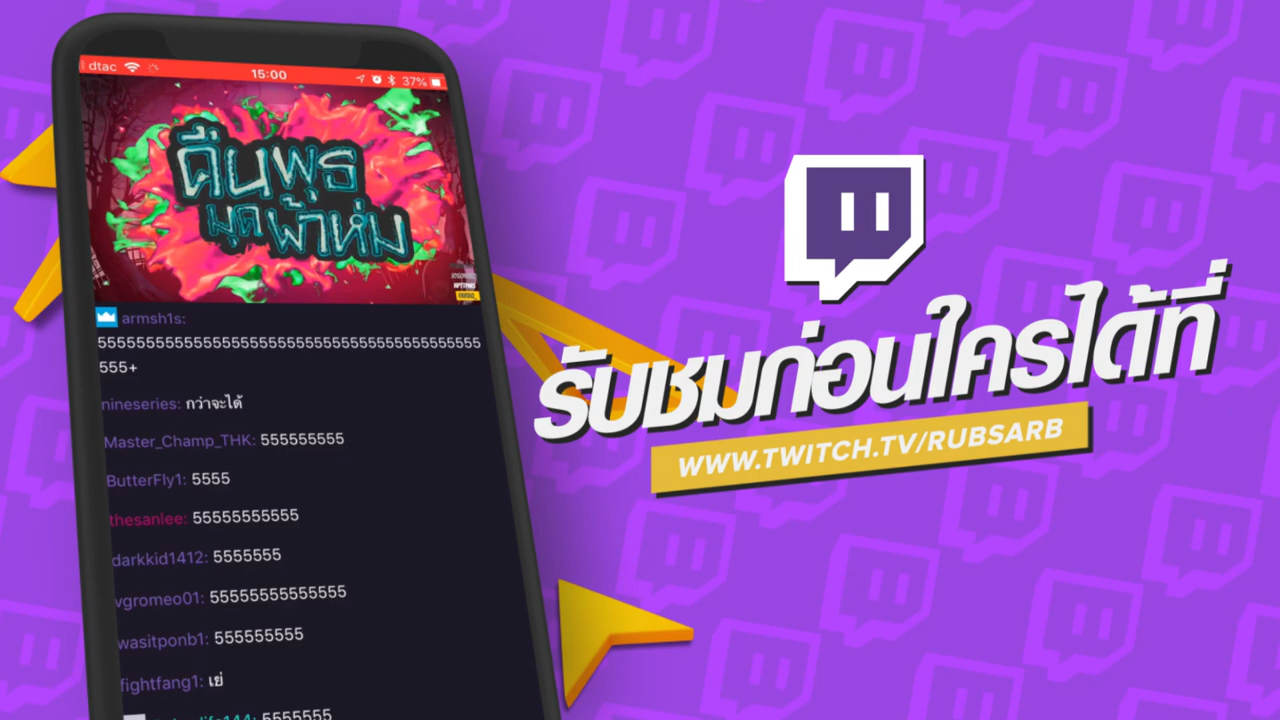 dtac 15:00 37%
คืนพุธ
มุดผ้าห่ม
armsh1s:
5555555555555555555555555555555555555555555
555+
nineseries: กว่าจะได้
Master_Champ_THK: 555555555
ButterFly1: 5555
thesanlee: 55555555555
darkkid1412: 5555555
vgromeo01: 55555555555555
wasitponb1: 555555555
fightfang1: เย่
5555555
รับชมก่อนใครได้ที่
WWW.TWITCH.TV/RUBSARB